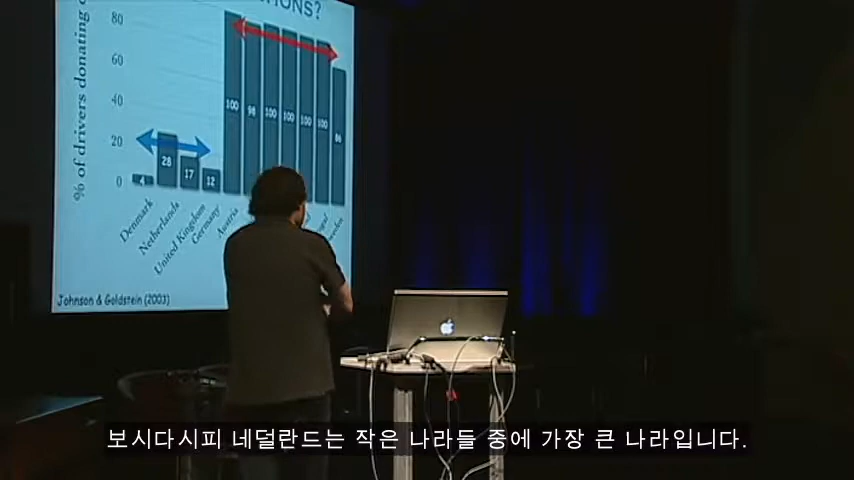 80
60
40
20
0
% of drivers donating
100
98
100
100
100
100
86
4
28
17
12
Denmark
Netherlands
United Kingdom
Germany
Austria
Johnson & Goldstein (2003)
보시다시피 네덜란드는 작은 나라들 중에 가장 큰 나라입니다.